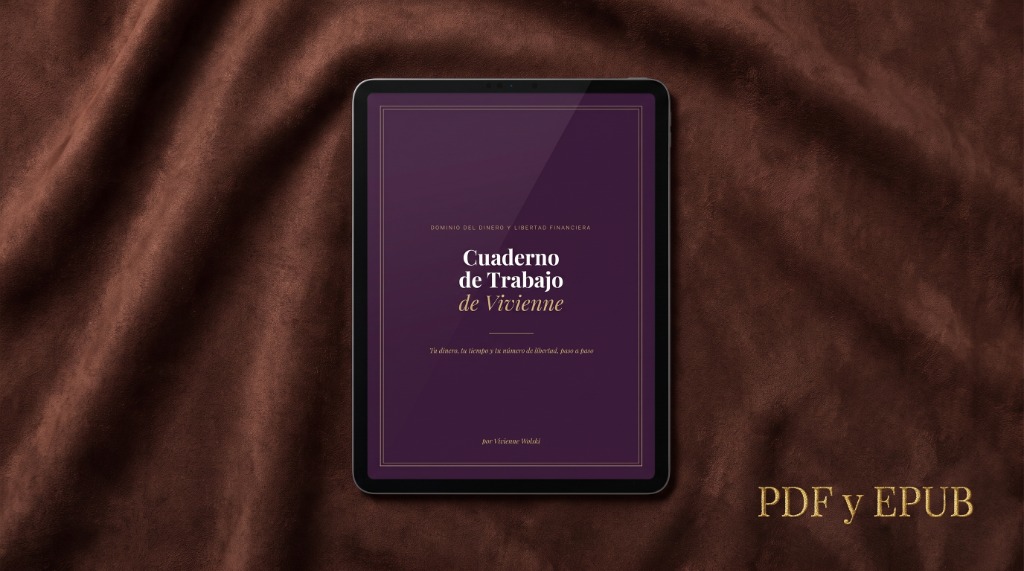 DOMINIO DEL DINERO Y LIBERTAD FINANCIERA
Cuaderno
de Trabajo
de Vivienne
Tu dinero, tu tiempo y tu número de libertad, paso a paso
por Vivienne Wolski
PDF y EPUB